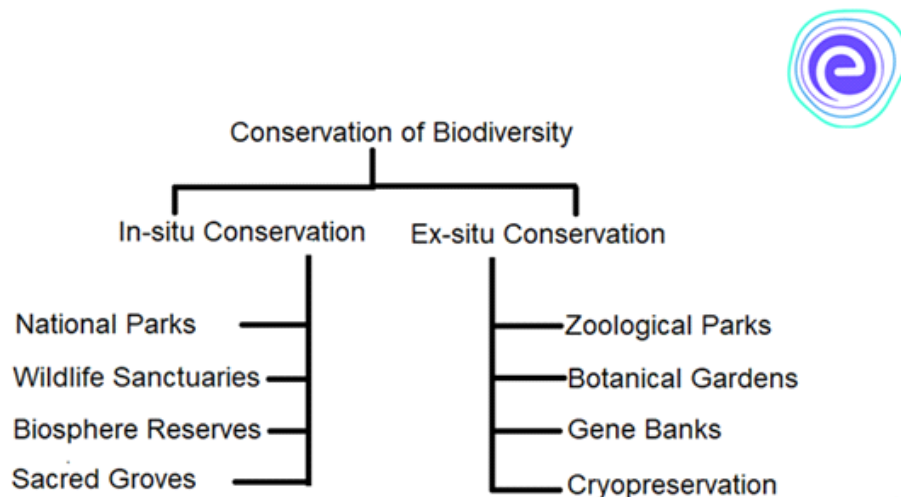 Conservation of Biodiversity
In-situ Conservation
Ex-situ Conservation
National Parks
Wildlife Sanctuaries
Biosphere Reserves
Sacred Groves
Zoological Parks
Botanical Gardens
Gene Banks
Cryopreservation